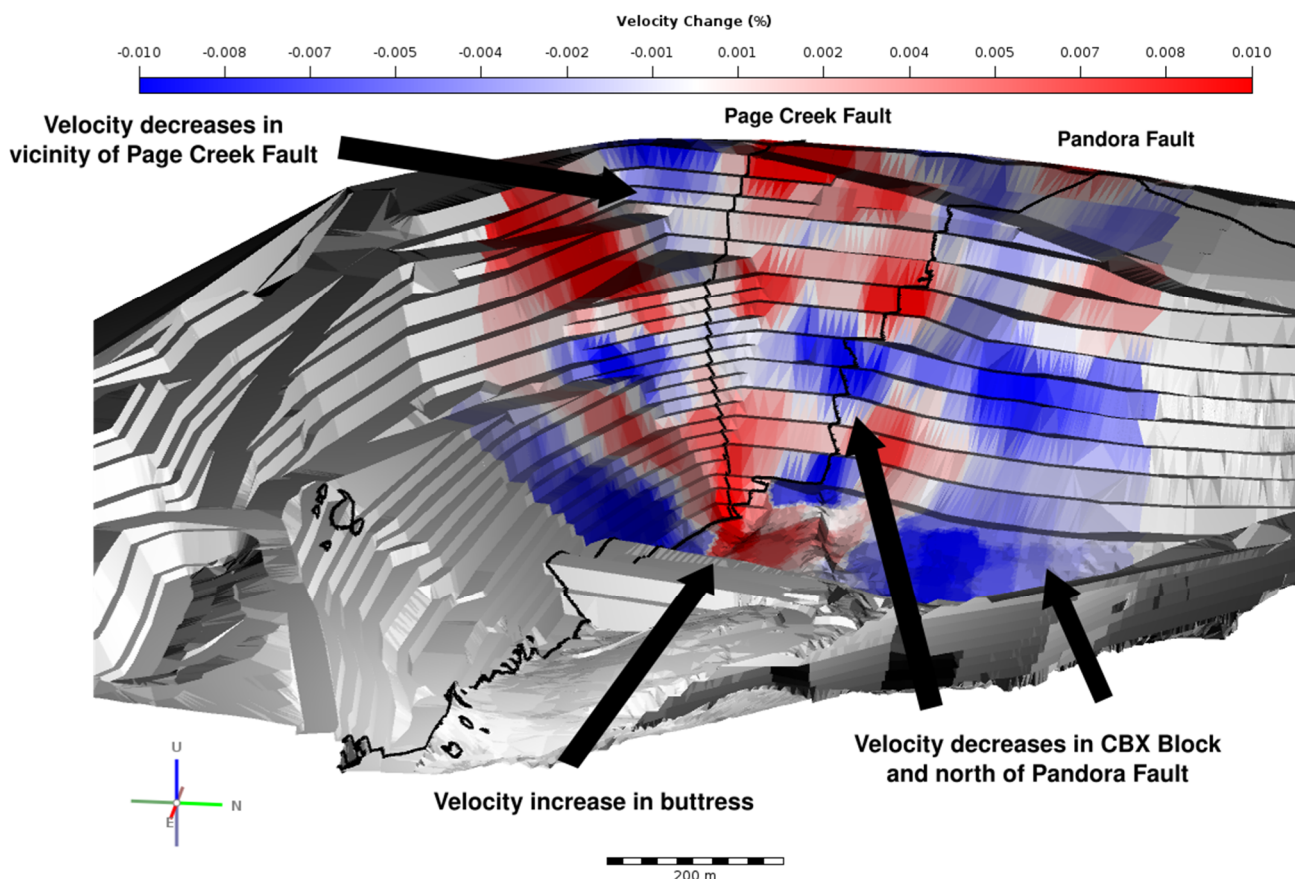 Velocity Change (%)
-0.010 -0.008 -0.007 -0.005 -0.004 -0.002 -0.001 0.001 0.002 0.004 0.005 0.007 0.008 0.010
Page Creek Fault
Velocity decreases in
vicinity of Page Creek Fault
Pandora Fault
Velocity decreases in CBX Block
and north of Pandora Fault
Velocity increase in buttress
U
N
E
200 m